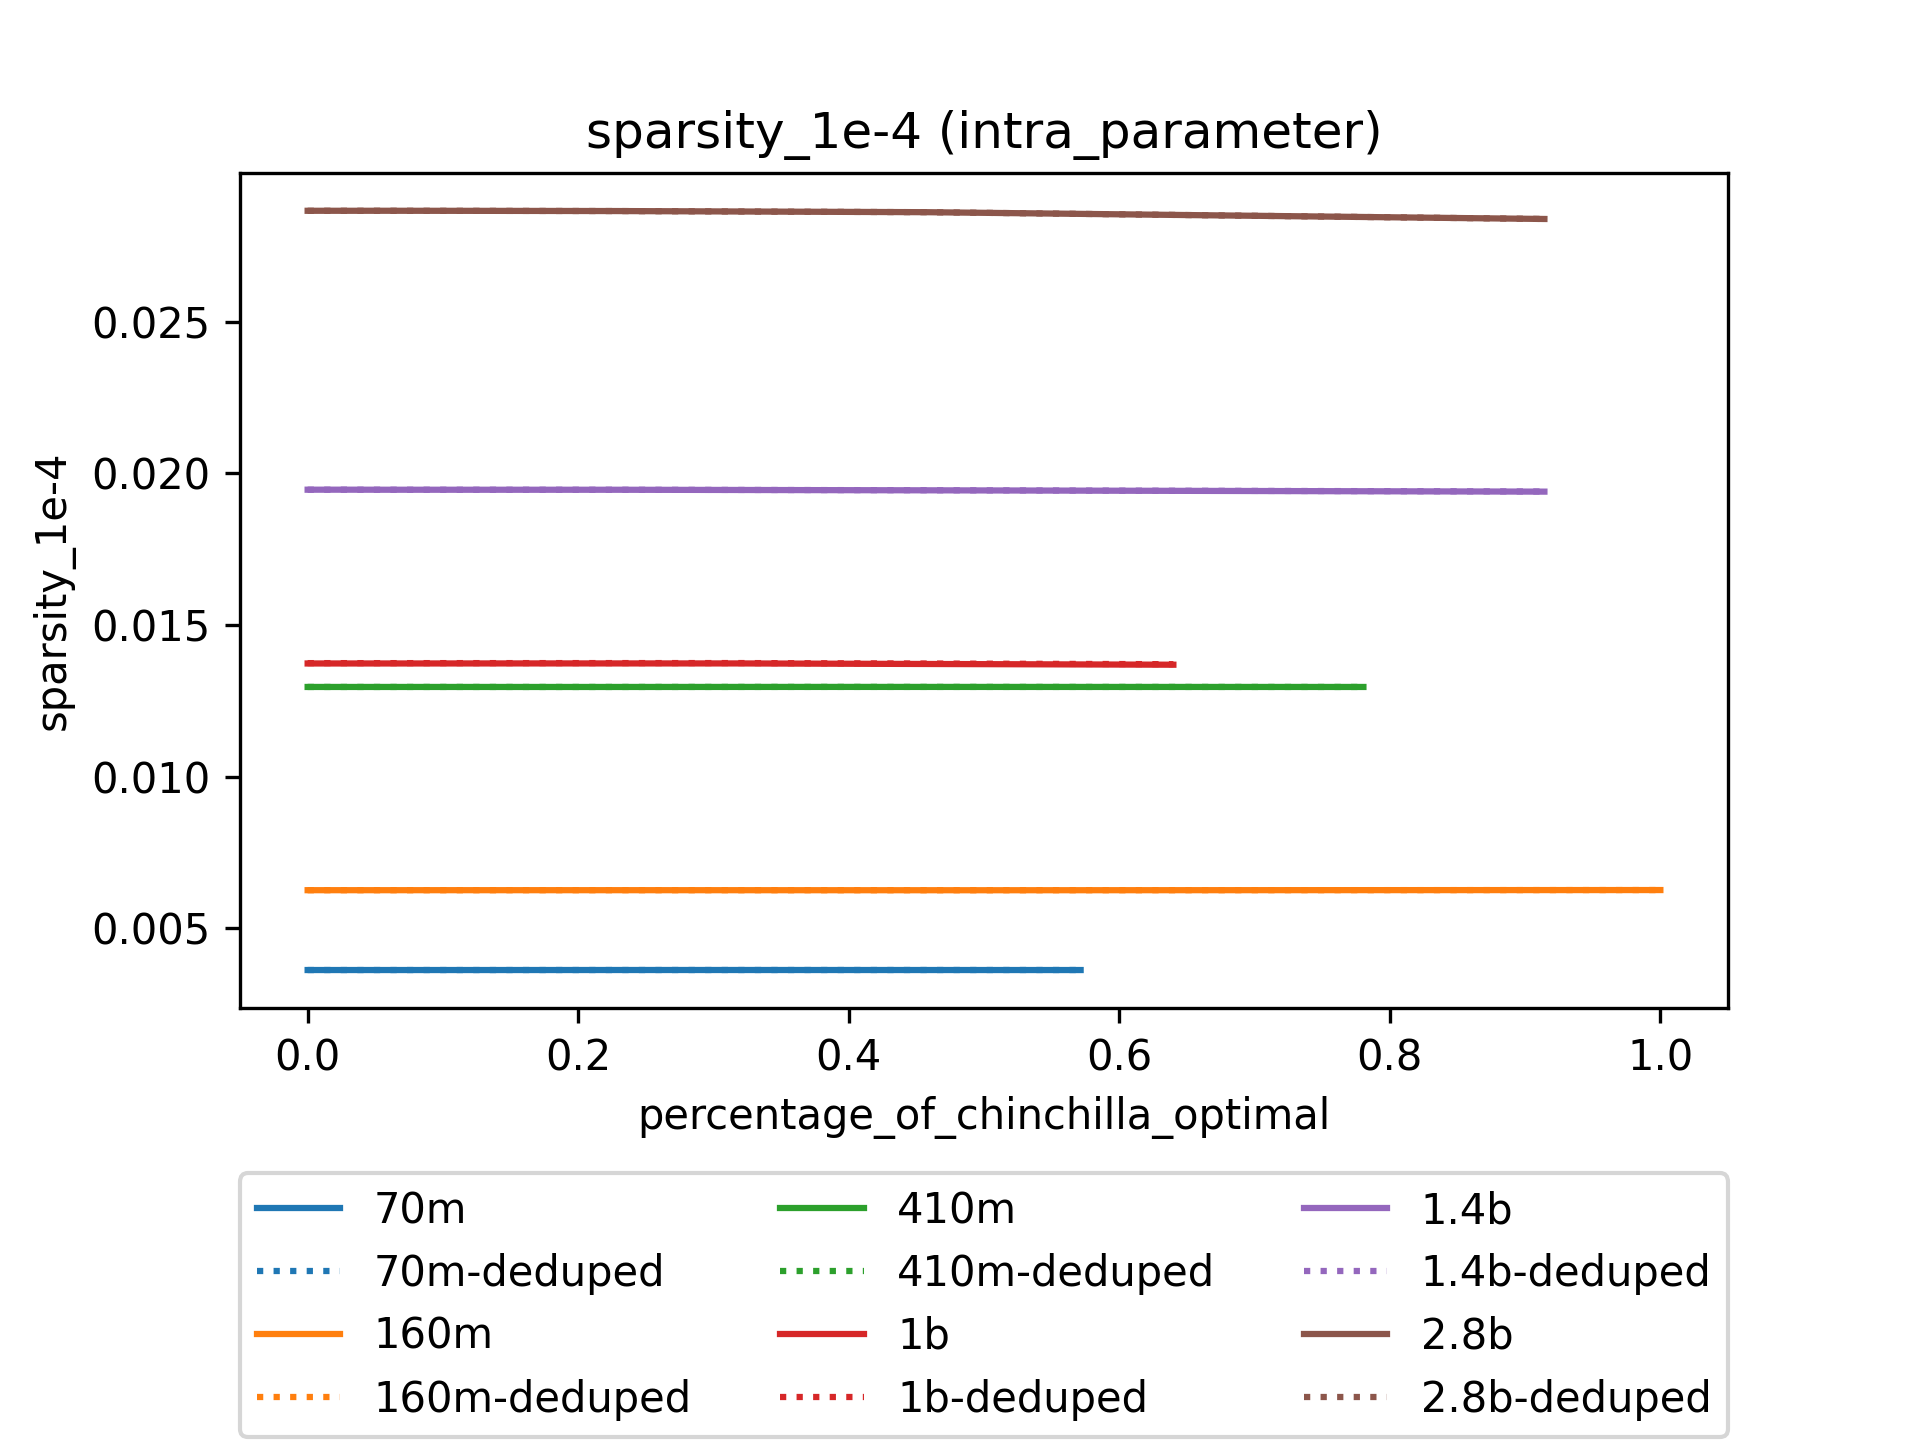 sparsity_1e-4 (intra_parameter)
sparsity_1e-4
0.025
0.020
0.015
0.010
0.005
0.0 0.2 0.4 0.6 0.8 1.0
percentage_of_chinchilla_optimal
70m 410m 1.4b
70m-deduped 410m-deduped 1.4b-deduped
160m 1b 2.8b
160m-deduped 1b-deduped 2.8b-deduped